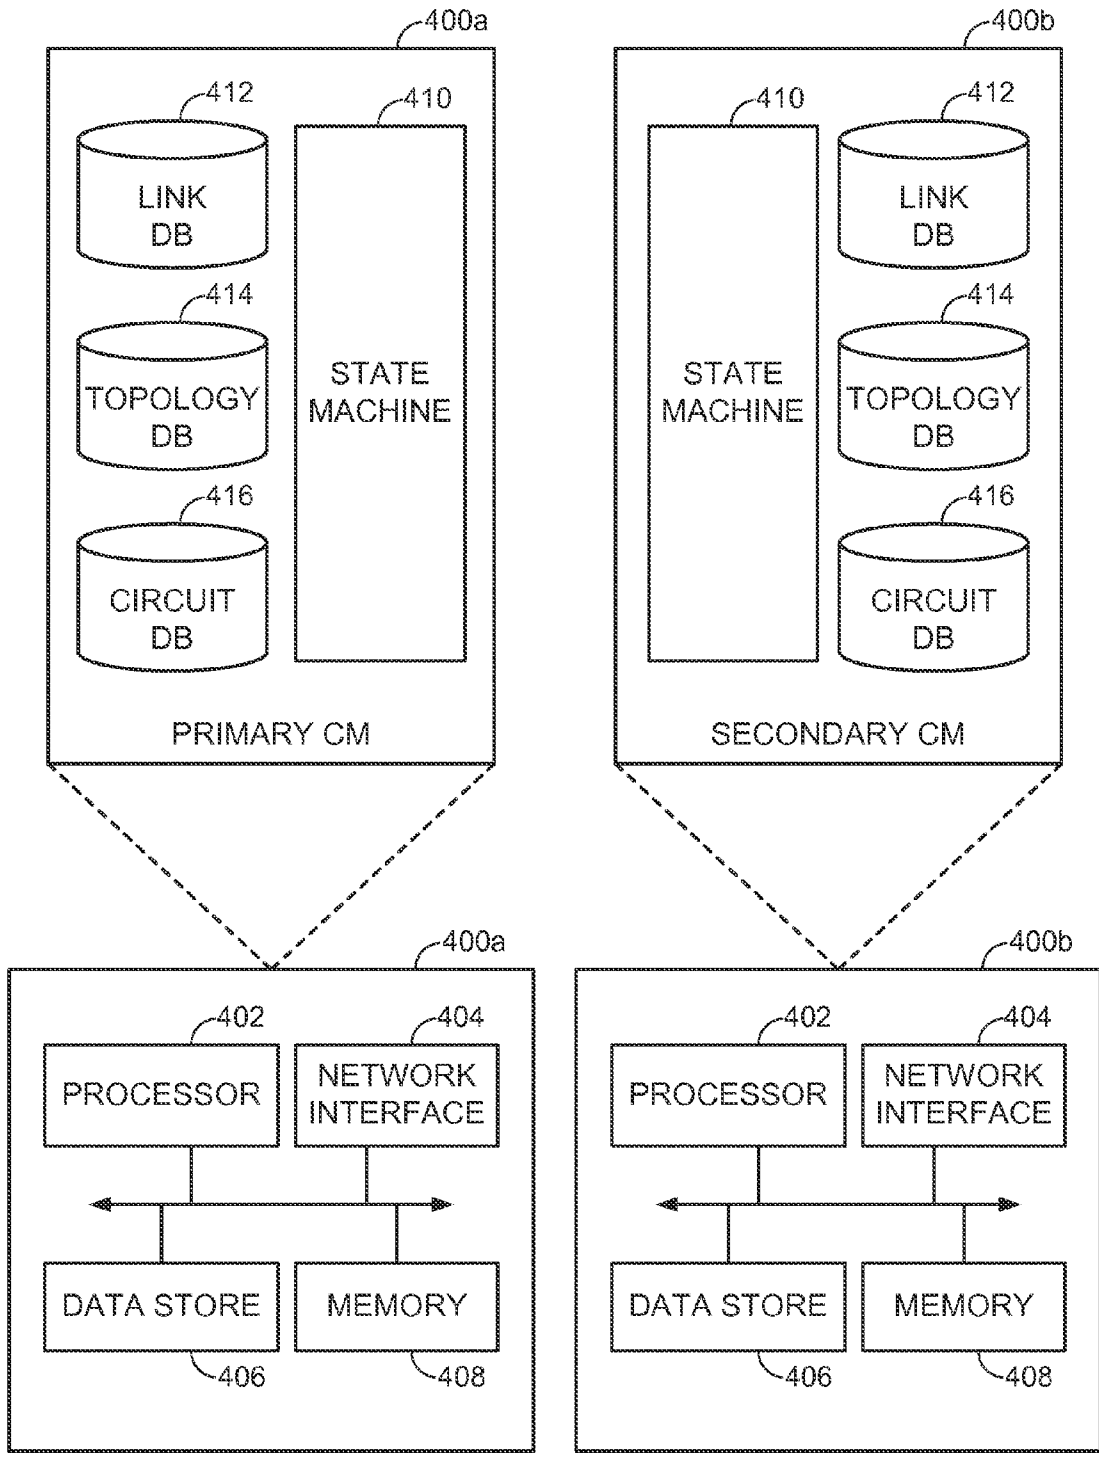 400a
412
410
LINK
DB
414
TOPOLOGY
DB
STATE
MACHINE
416
CIRCUIT
DB
PRIMARY CM
400b
410
412
LINK
DB
414
STATE
MACHINE
TOPOLOGY
DB
416
CIRCUIT
DB
SECONDARY CM
400a
402
404
PROCESSOR
NETWORK
INTERFACE
DATA STORE
MEMORY
406
408
400b
402
404
PROCESSOR
NETWORK
INTERFACE
DATA STORE
MEMORY
406
408